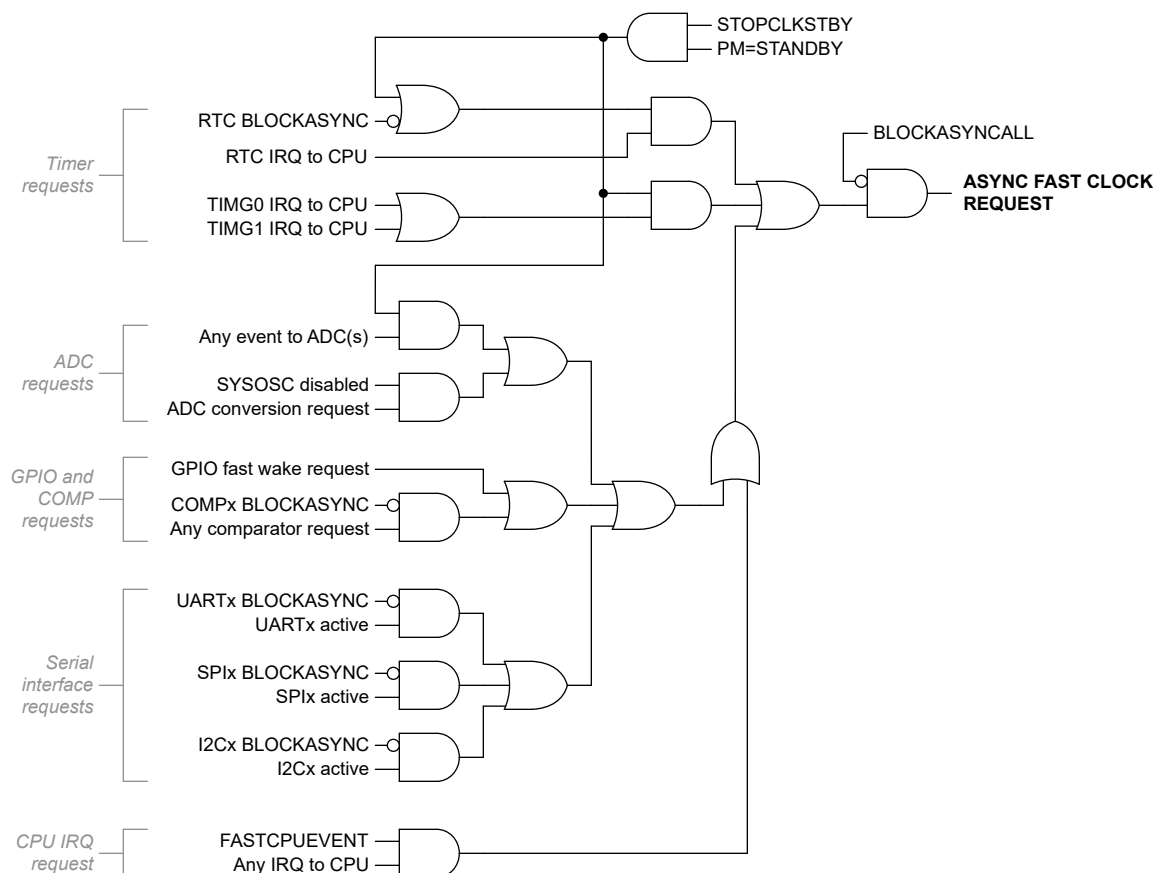 STOPCLKSTBY
PM=STANDBY
Timer
requests
RTC BLOCKASYNC
RTC IRQ to CPU
TIMG0 IRQ to CPU
TIMG1 IRQ to CPU
BLOCKASYNCALL
ASYNC FAST CLOCK
REQUEST
ADC
requests
Any event to ADC(s)
SYSOSC disabled
ADC conversion request
GPIO and
COMP
requests
GPIO fast wake request
COMPx BLOCKASYNC
Any comparator request
Serial
interface
requests
UARTx BLOCKASYNC
UARTx active
SPIx BLOCKASYNC
SPIx active
I2Cx BLOCKASYNC
I2Cx active
CPU IRQ
request
FASTCPUEVENT
Any IRQ to CPU